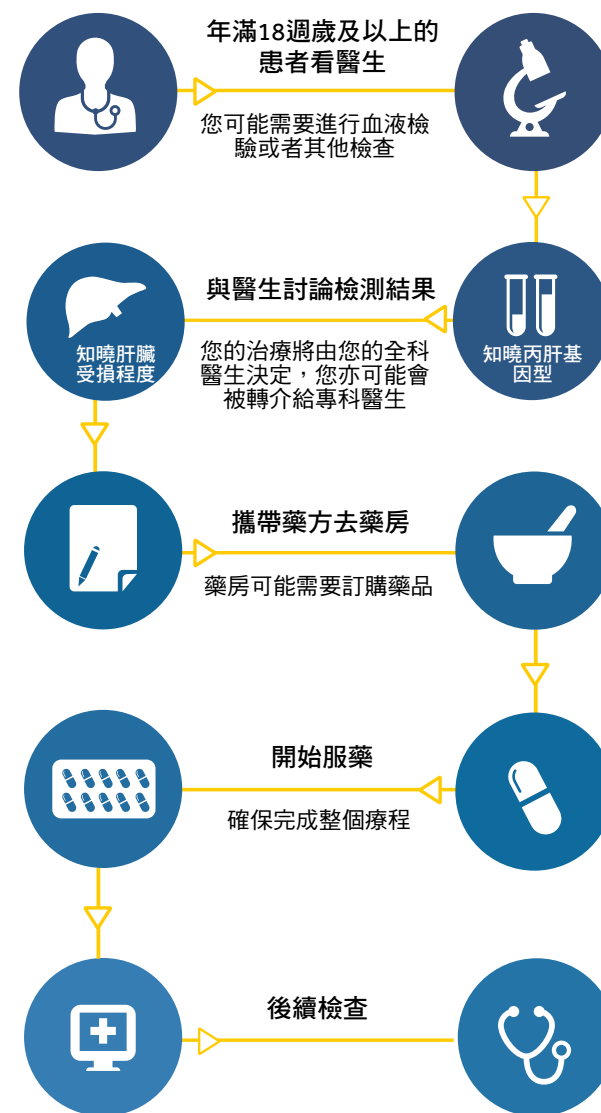 年滿18週歲及以上的
患者看醫生
您可能需要進行血液檢
驗或者其他檢查
與醫生討論檢測結果
知曉肝臟
受損程度
您的治療將由您的全科
醫生決定，您亦可能會
被轉介給專科醫生
知曉丙肝基
因型
攜帶藥方去藥房
藥房可能需要訂購藥品
開始服藥
確保完成整個療程
後續檢查